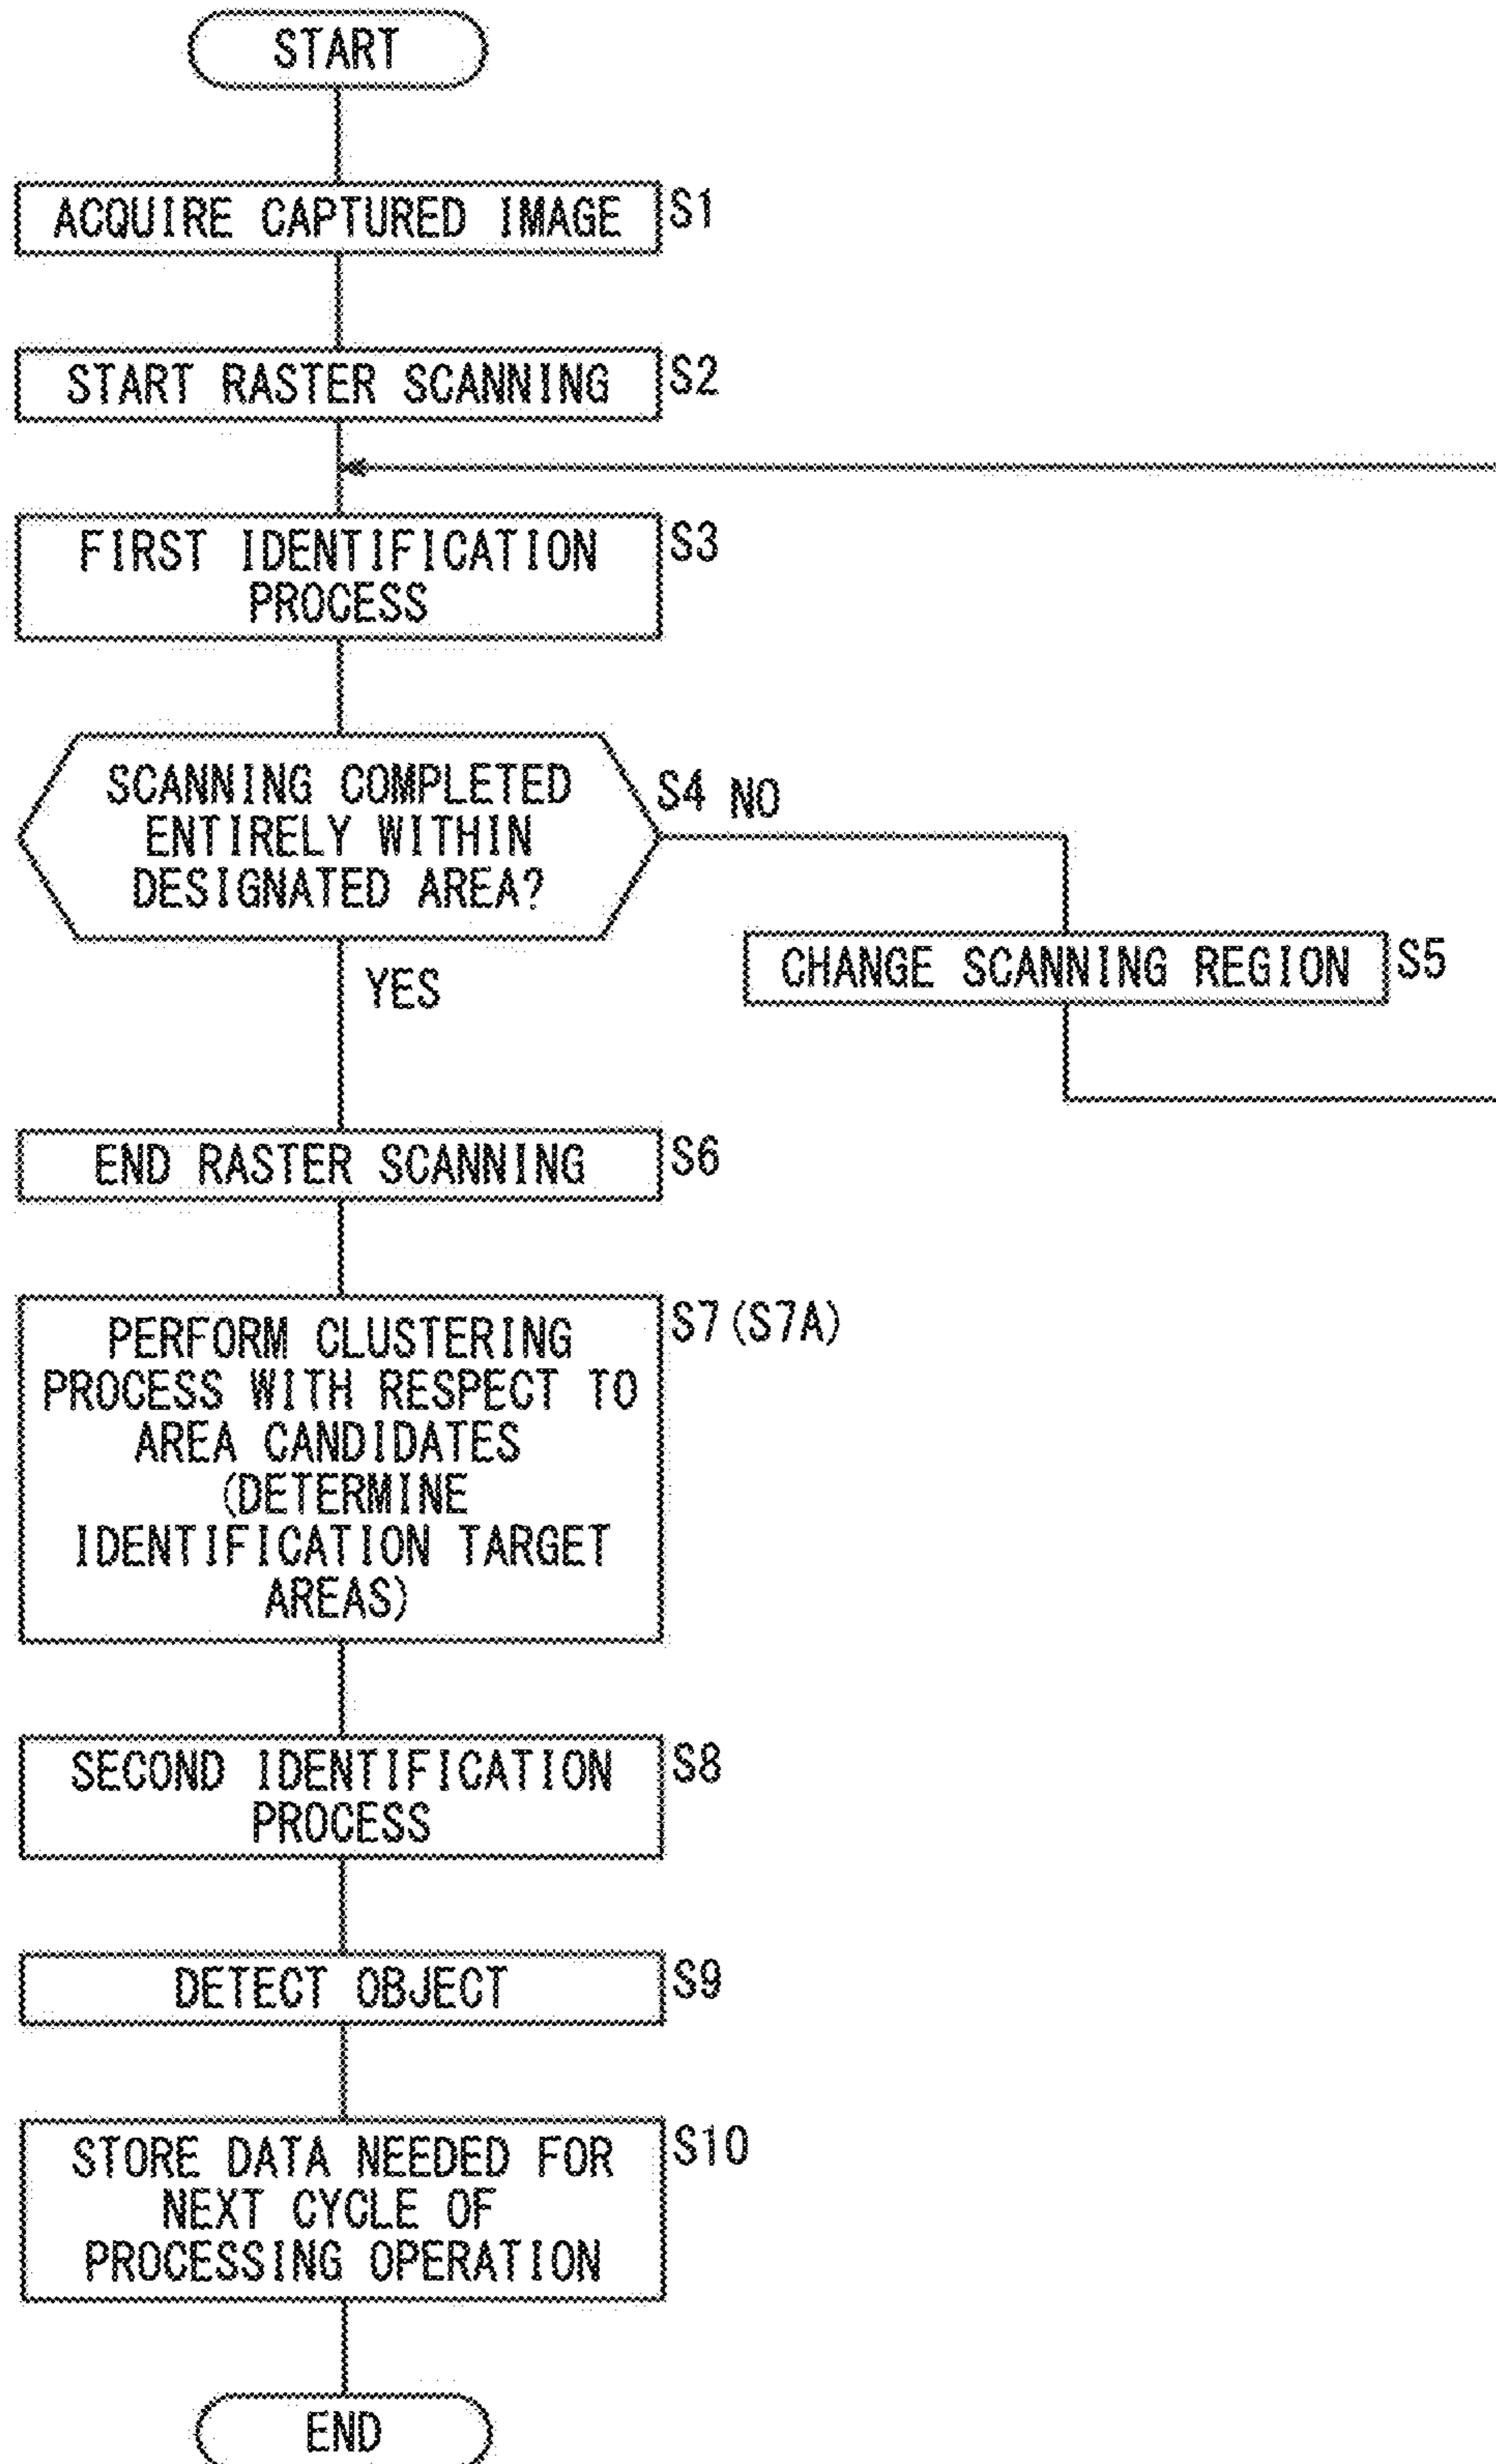 START
ACQUIRE CAPTURED IMAGE S1
START RASTER SCANNING S2
FIRST IDENTIFICATION S3
PROCESS
SCANNING COMPLETED S4 NO
ENTIRELY WITHIN
DESIGNATED AREA?
CHANGE SCANNING REGION S5
YES
END RASTER SCANNING S6
PERFORM CLUSTERING S7(S7A)
PROCESS WITH RESPECT TO
AREA CANDIDATES
(DETERMINE
IDENTIFICATION TARGET
AREAS)
SECOND IDENTIFICATION S8
PROCESS
DETECT OBJECT S9
STORE DATA NEEDED FOR S10
NEXT CYCLE OF
PROCESSING OPERATION
END